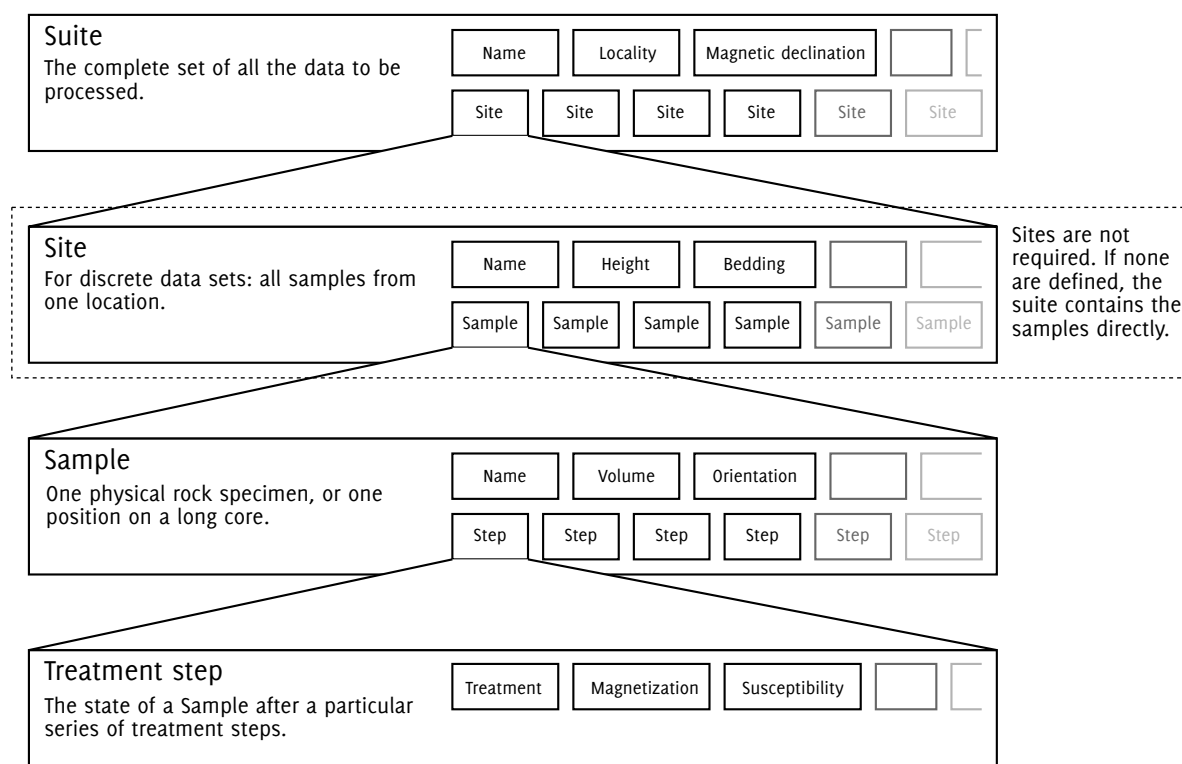 Suite
The complete set of all the data to be
processed.
Name Locality Magnetic declination
Site Site Site Site Site Site
Site
For discrete data sets: all samples from
one location.
Name Height Bedding
Sample Sample Sample Sample Sample Sample
Sites are not
required. If none
are defined, the
suite contains the
samples directly.
Sample
One physical rock specimen, or one
position on a long core.
Name Volume Orientation
Step Step Step Step Step Step
Treatment step
The state of a Sample after a particular
series of treatment steps.
Treatment Magnetization Susceptibility